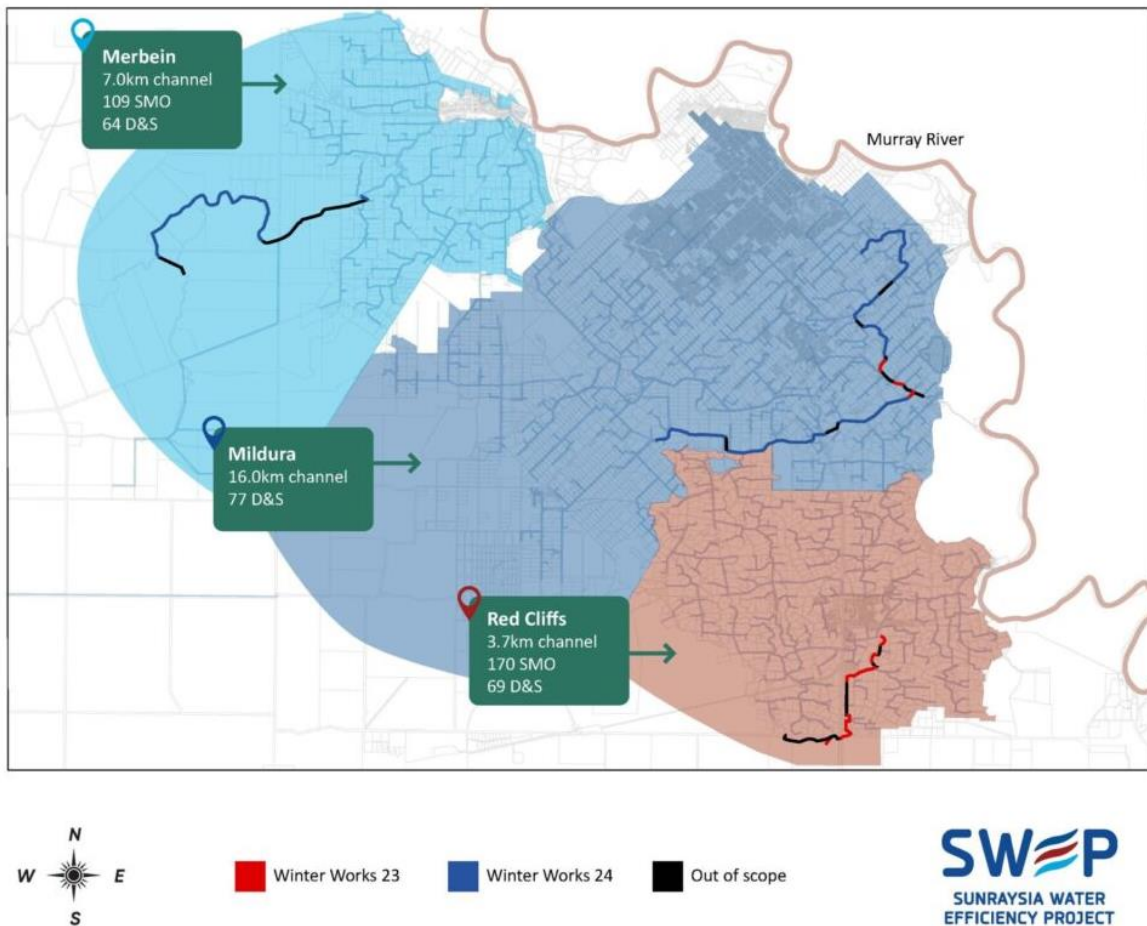 Merbein
7.0km channel
109 SMO
64 D&S
Murray River
Mildura
16.0km channel
77 D&S
Red Cliffs
3.7km channel
170 SMO
69 D&S
N
W E
S
Winter Works 23
Winter Works 24
Out of scope
SWEP
SUNRAYSIA WATER
EFFICIENCY PROJECT